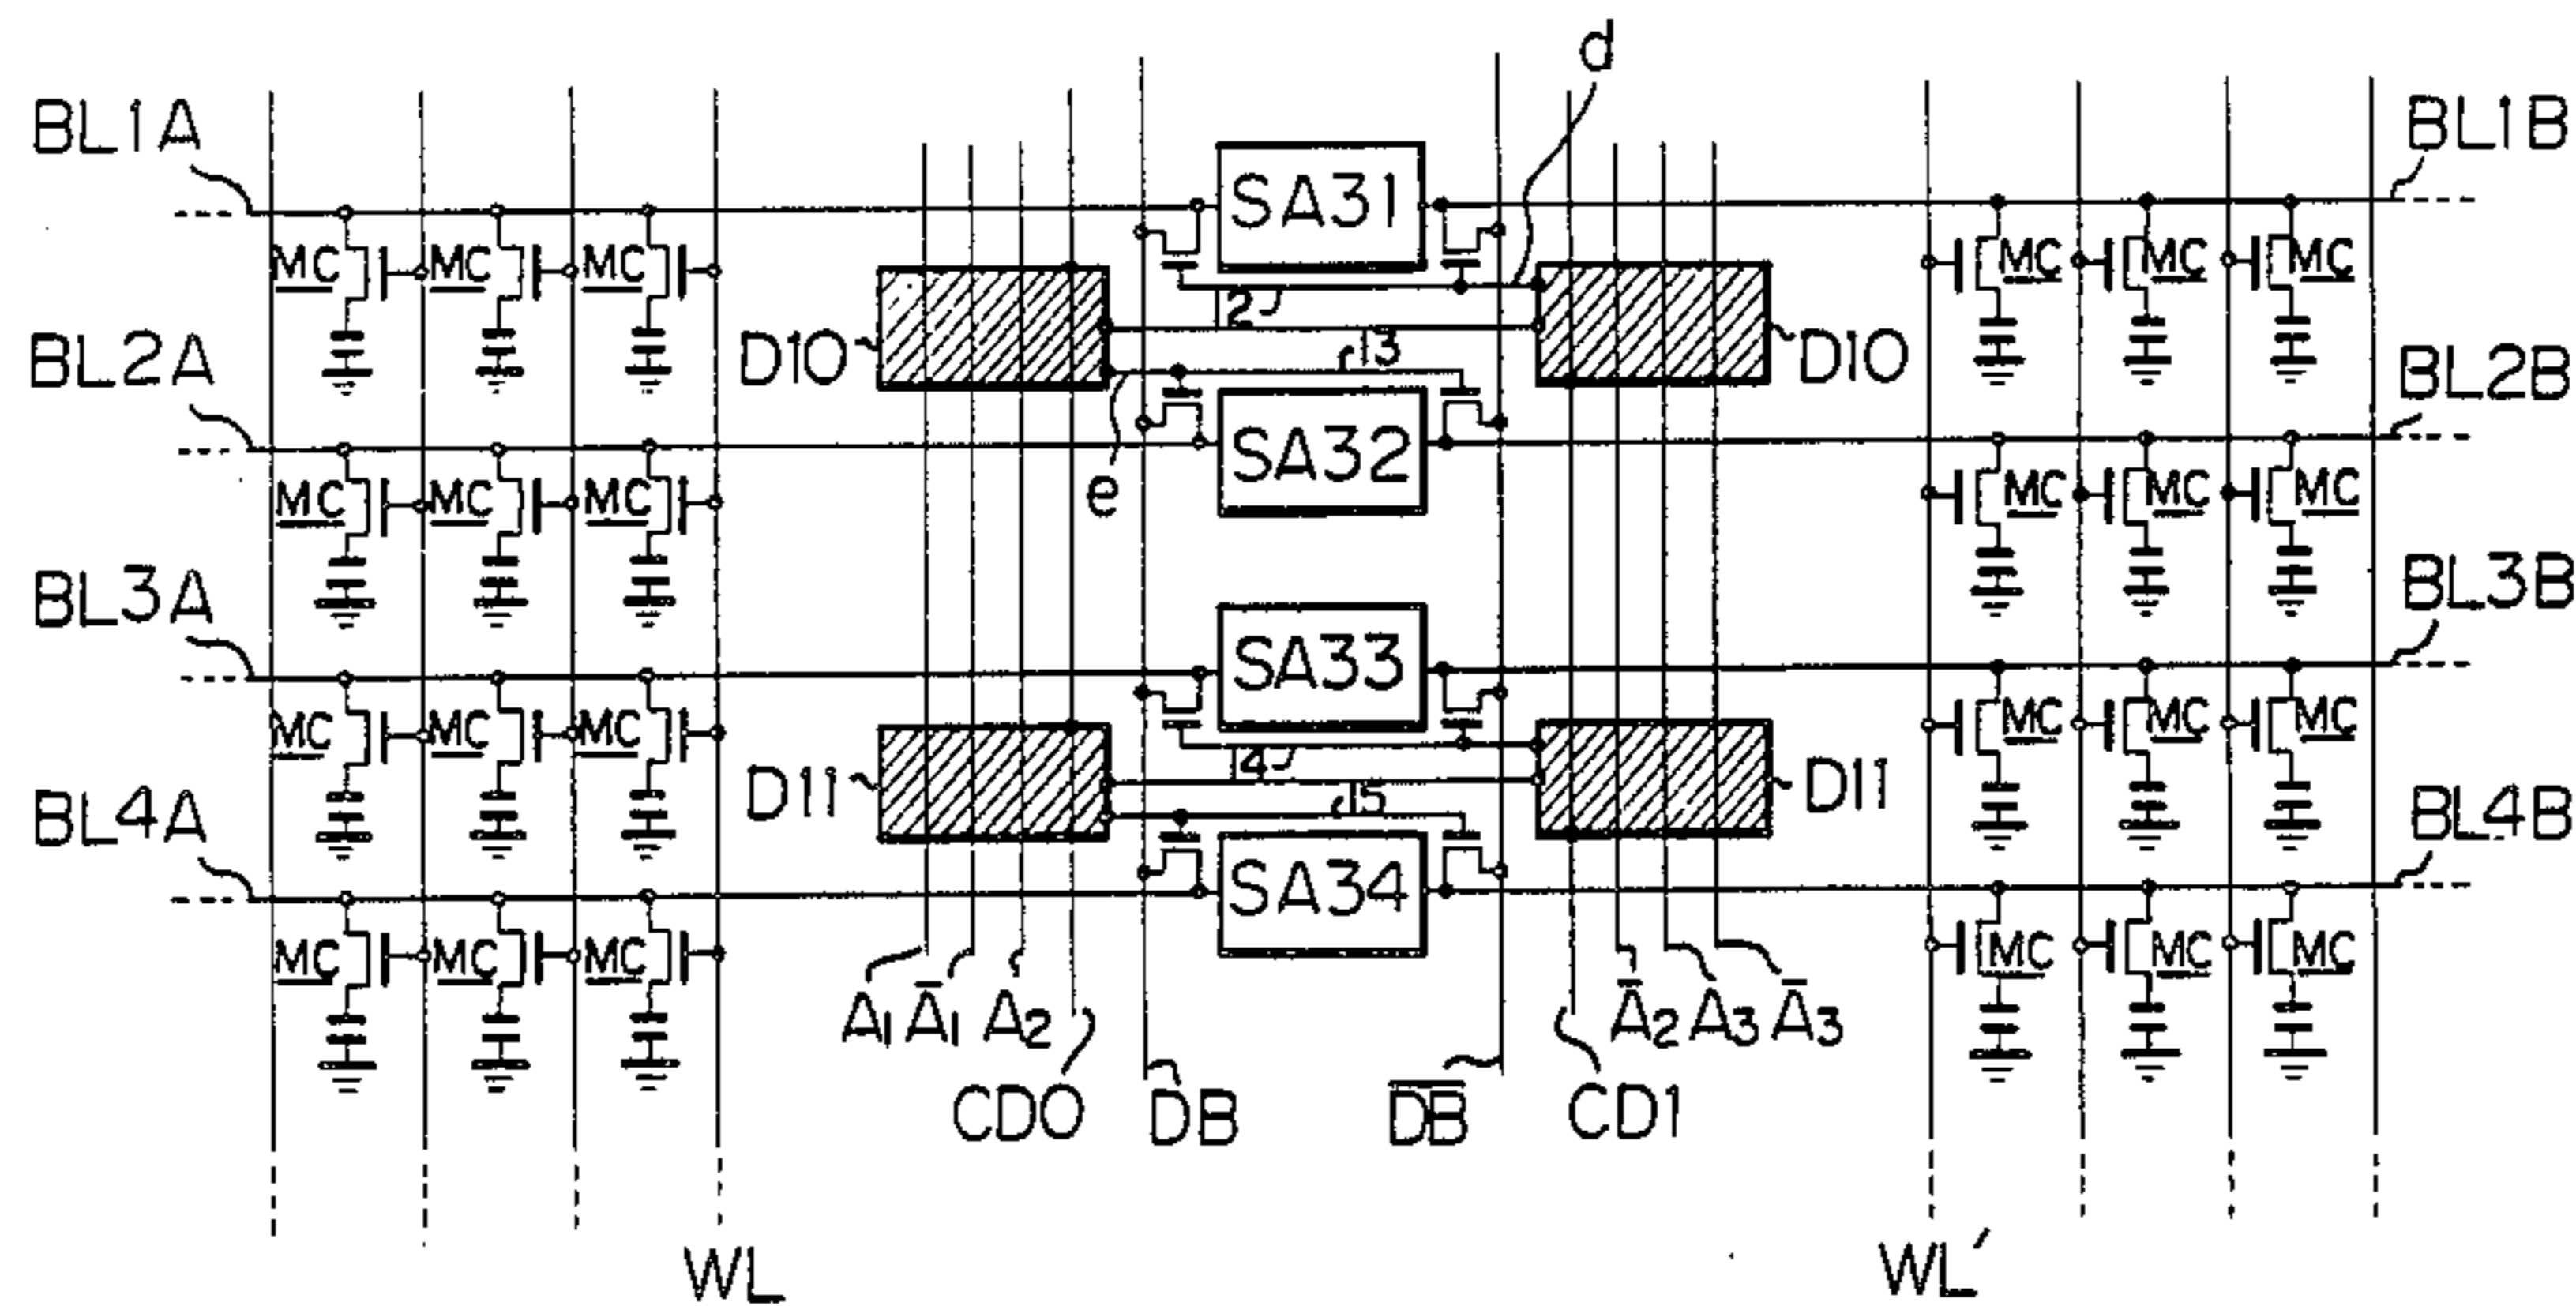 d
BL1A SA31 BL1B
MC MC MC MC MC MC
12
D10 D10
13
BL2A BL2B
e SA32
MC MC MC MC MC MC
BL3A SA33 BL3B
MC MC MC MC MC MC
14
D11 D11
15
BL4A SA34 BL4B
MC MC MC MC MC MC
A1 Ā1 A2 Ā2 A3 Ā3
CD0 DB D̅B̅ CD1
WL WL′